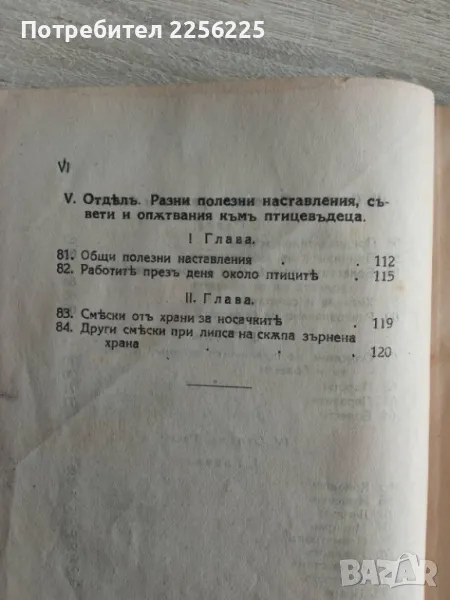 Потребител 2256225
VI
V. Отдѣлъ. Разни полезни наставления, съ-
вети и опѫтвания къмъ птицевъдеца.
I Глава.
81. Общи полезни наставления . . 112
82. Работитѣ презъ деня около птицитѣ . 115
II. Глава.
83. Смѣски отъ храни за носачкитѣ . 119
84. Други смѣски при липса на скѫпа зърнена
храна . . . . 120
BAZAR